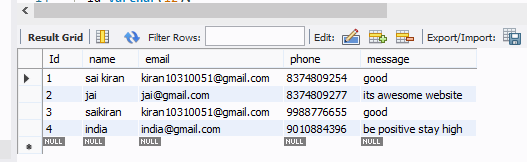 Result Grid Filter Rows: Edit: Export/Import:
Id name email phone message
1 sai kiran kiran10310051@gmail.com 8374809254 good
2 jai jai@gmail.com 8374809277 its awesome website
3 saikiran kiran10310051@gmail.com 9988776655 good
4 india india@gmail.com 9010884396 be positive stay high
NULL NULL NULL NULL NULL